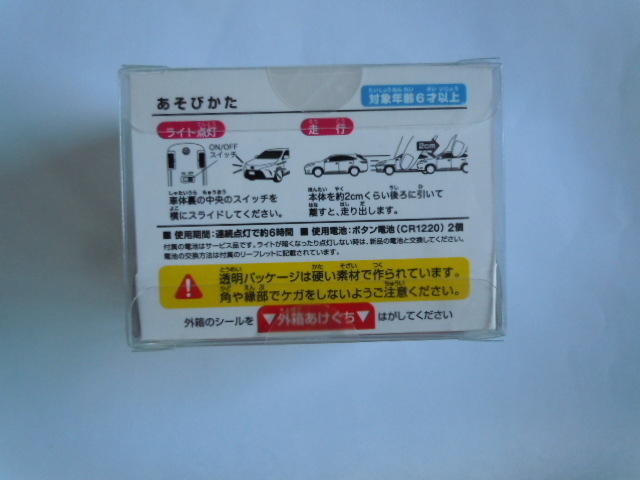 あそびかた
対象年齢6才以上
ライト点灯
ON/OFF
スイッチ
車体裏の中央のスイッチを
横にスライドしてください。
走行
2cm
本体を約2cmくらい後ろに引いて
離すと、走り出します。
■ 使用期間：連続点灯で約6時間 ■ 使用電池：ボタン電池（CR1220）2個
付属の電池はサービス品です。ライトが暗くなったり点灯しない時は、新品の電池と交換してください。
電池の交換方法は付属のリーフレットに記載されています。
透明パッケージは硬い素材で作られています。
角や縁部でケガをしないようご注意ください。
外箱のシールを ▼外箱あけぐち▼ はがしてください